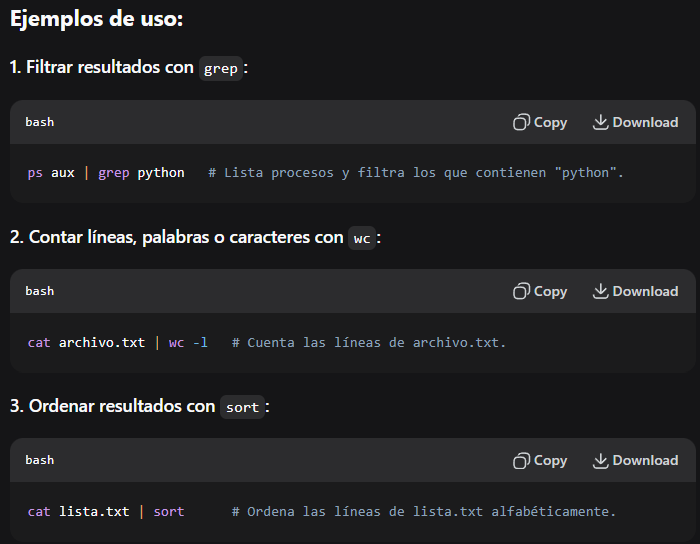 Ejemplos de uso:
1. Filtrar resultados con grep:
bash Copy Download
ps aux | grep python   # Lista procesos y filtra los que contienen "python".
2. Contar líneas, palabras o caracteres con wc:
bash Copy Download
cat archivo.txt | wc -l   # Cuenta las líneas de archivo.txt.
3. Ordenar resultados con sort:
bash Copy Download
cat lista.txt | sort      # Ordena las líneas de lista.txt alfabéticamente.